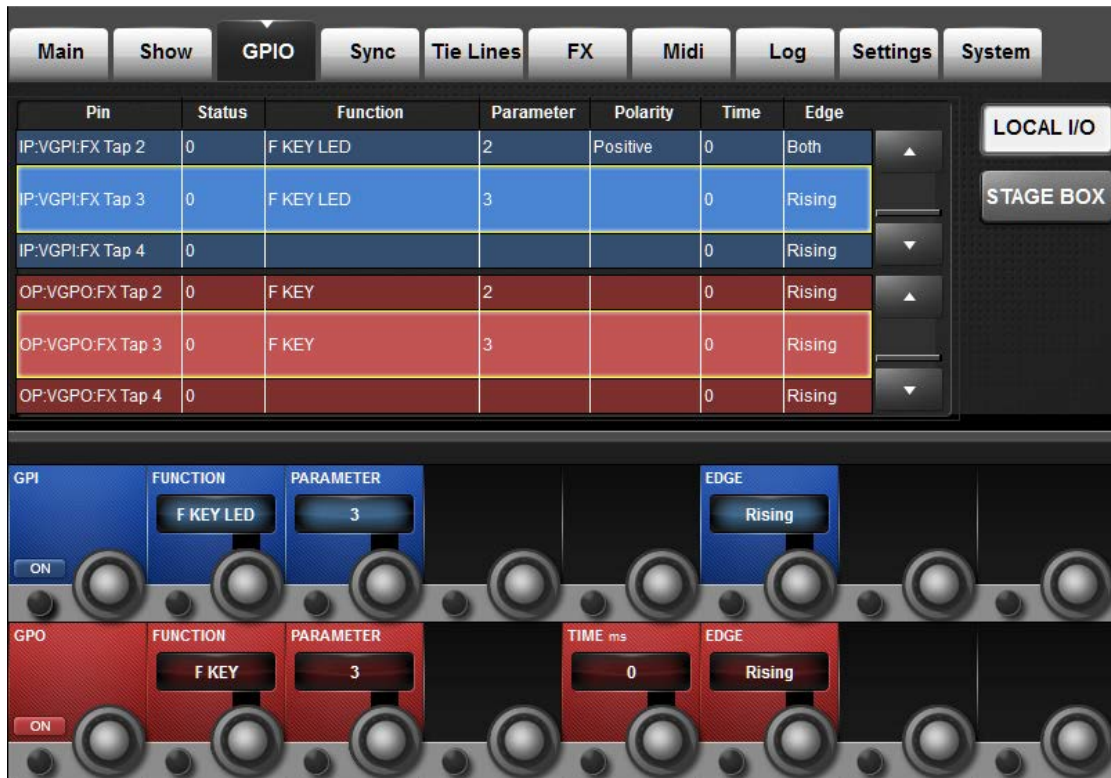 Main Show GPIO Sync Tie Lines FX Midi Log Settings System
Pin Status Function Parameter Polarity Time Edge
LOCAL I/O
IP:VGPI:FX Tap 2 0 F KEY LED 2 Positive 0 Both
IP:VGPI:FX Tap 3 0 F KEY LED 3 0 Rising
STAGE BOX
IP:VGPI:FX Tap 4 0 0 Rising
OP:VGPO:FX Tap 2 0 F KEY 2 0 Rising
OP:VGPO:FX Tap 3 0 F KEY 3 0 Rising
OP:VGPO:FX Tap 4 0 0 Rising
GPI FUNCTION PARAMETER EDGE
F KEY LED 3 Rising
ON
GPO FUNCTION PARAMETER TIME ms EDGE
F KEY 3 0 Rising
ON